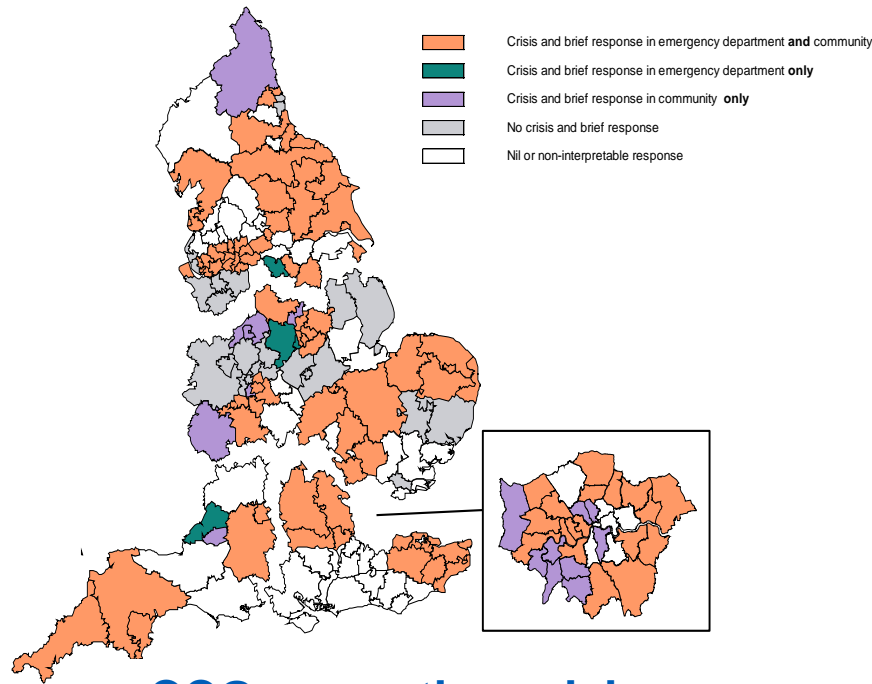 Crisis and brief response in emergency department and community
Crisis and brief response in emergency department only
Crisis and brief response in community only
No crisis and brief response
Nil or non-interpretable response